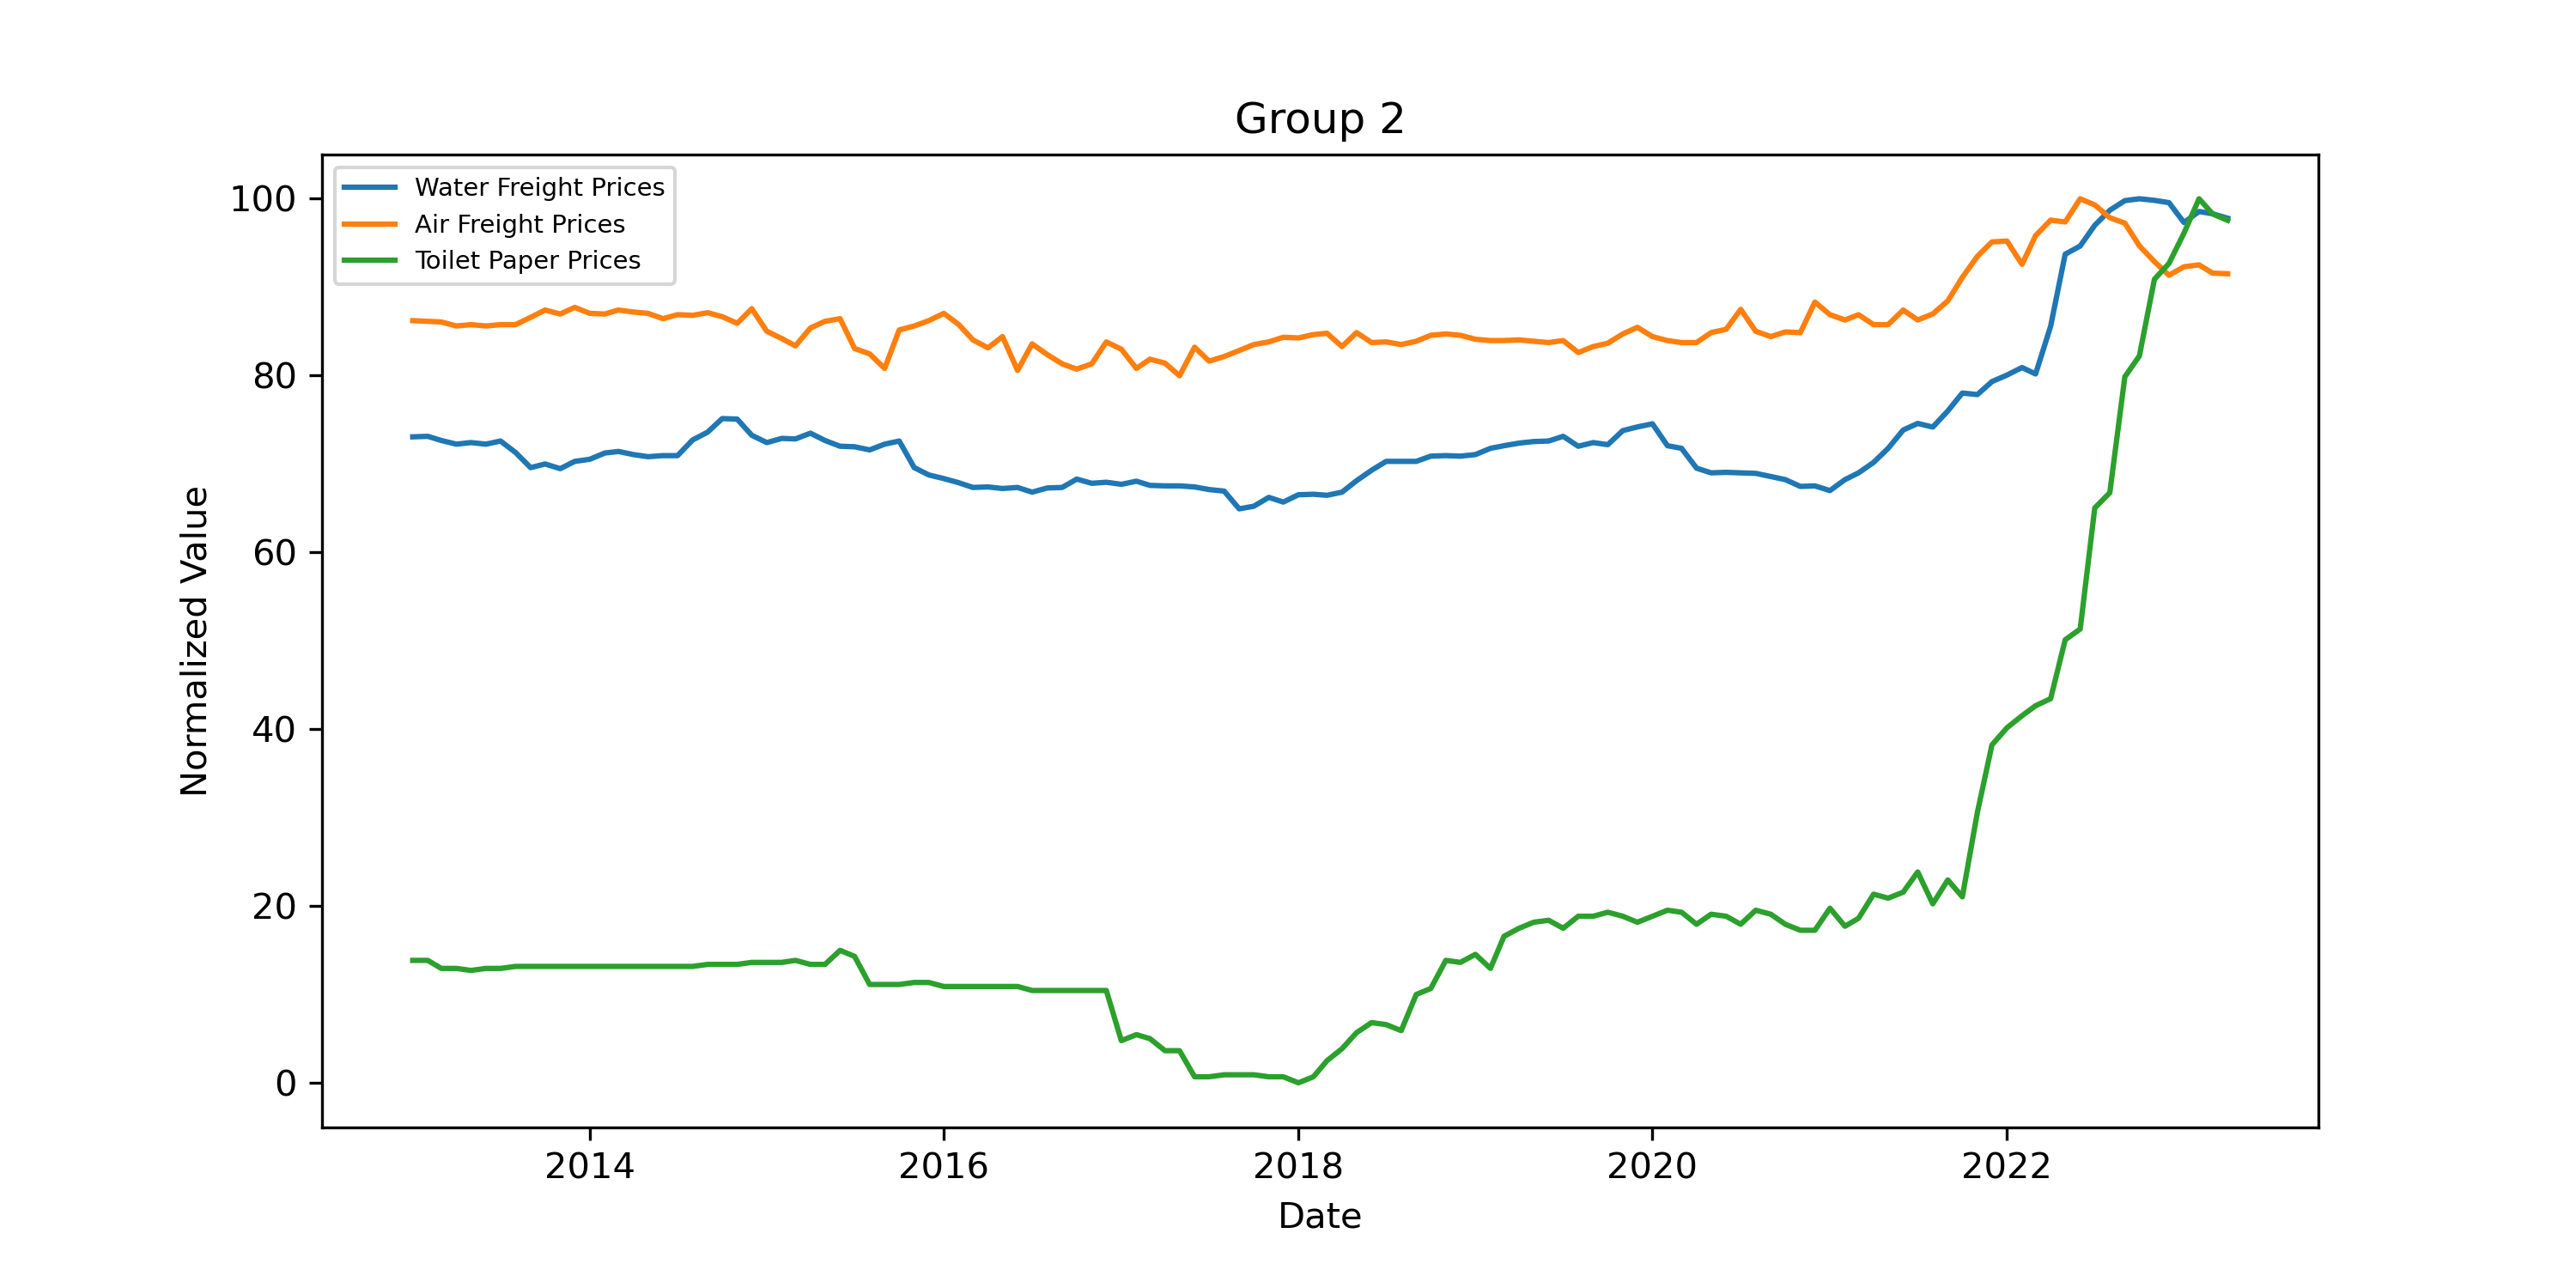 Group 2
Water Freight Prices
Air Freight Prices
Toilet Paper Prices
100
80
60
40
20
0
Normalized Value
2014 2016 2018 2020 2022
Date